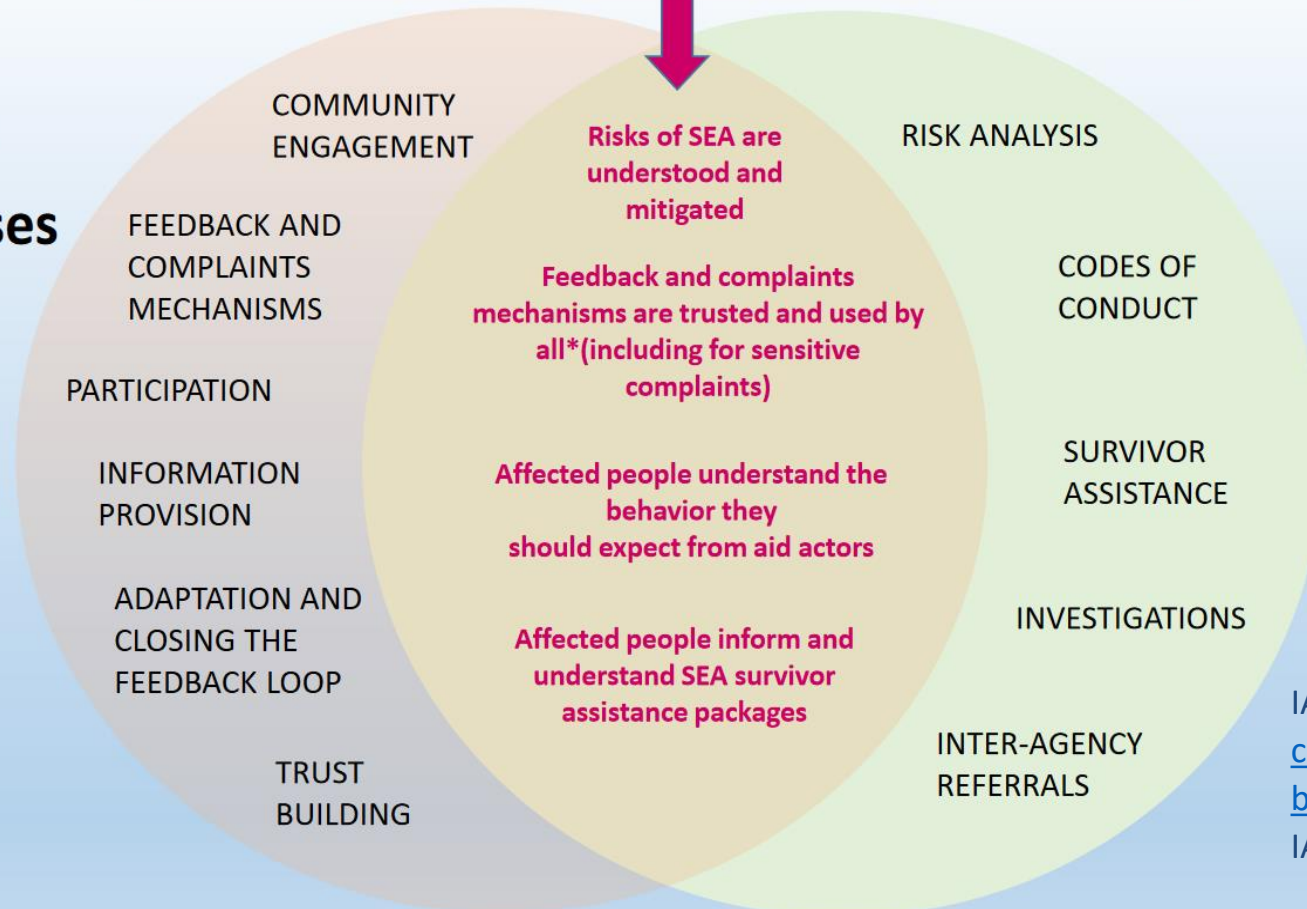 COMMUNITY
ENGAGEMENT
FEEDBACK AND
COMPLAINTS
MECHANISMS
PARTICIPATION
INFORMATION
PROVISION
ADAPTATION AND
CLOSING THE
FEEDBACK LOOP
TRUST
BUILDING
Risks of SEA are
understood and
mitigated
Feedback and complaints
mechanisms are trusted and used by
all*(including for sensitive
complaints)
Affected people understand the
behavior they
should expect from aid actors
Affected people inform and
understand SEA survivor
assistance packages
RISK ANALYSIS
CODES OF
CONDUCT
SURVIVOR
ASSISTANCE
INVESTIGATIONS
INTER-AGENCY
REFERRALS